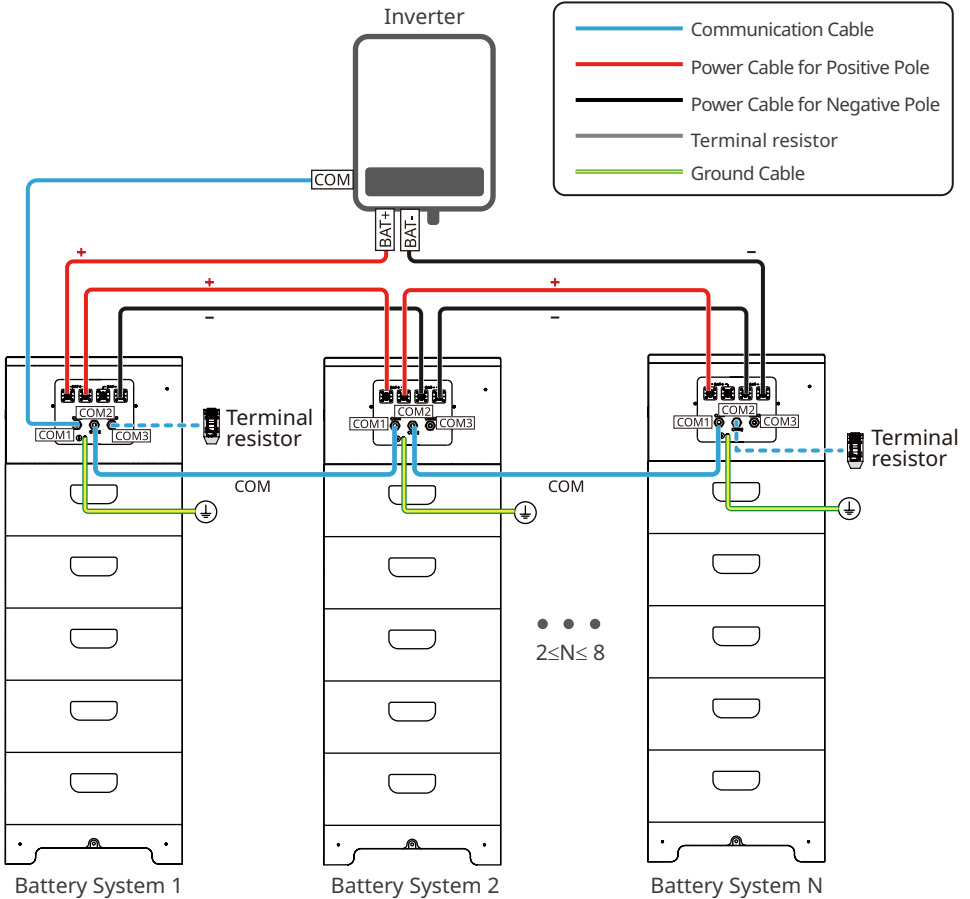 Inverter
Communication Cable
Power Cable for Positive Pole
Power Cable for Negative Pole
Terminal resistor
Ground Cable
COM
BAT+
BAT-
+
−
+
−
+
−
COM1
COM2
COM3
Terminal
resistor
COM1
COM2
COM3
COM1
COM2
COM3
Terminal
resistor
COM
COM
2≤N≤ 8
Battery System 1
Battery System 2
Battery System N